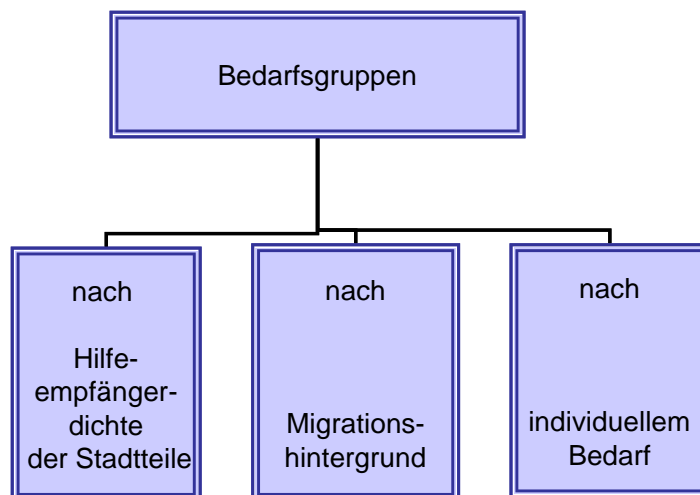 Bedarfsgruppen
nach
Hilfe-
empfänger-
dichte
der Stadtteile
nach
Migrations-
hintergrund
nach
individuellem
Bedarf